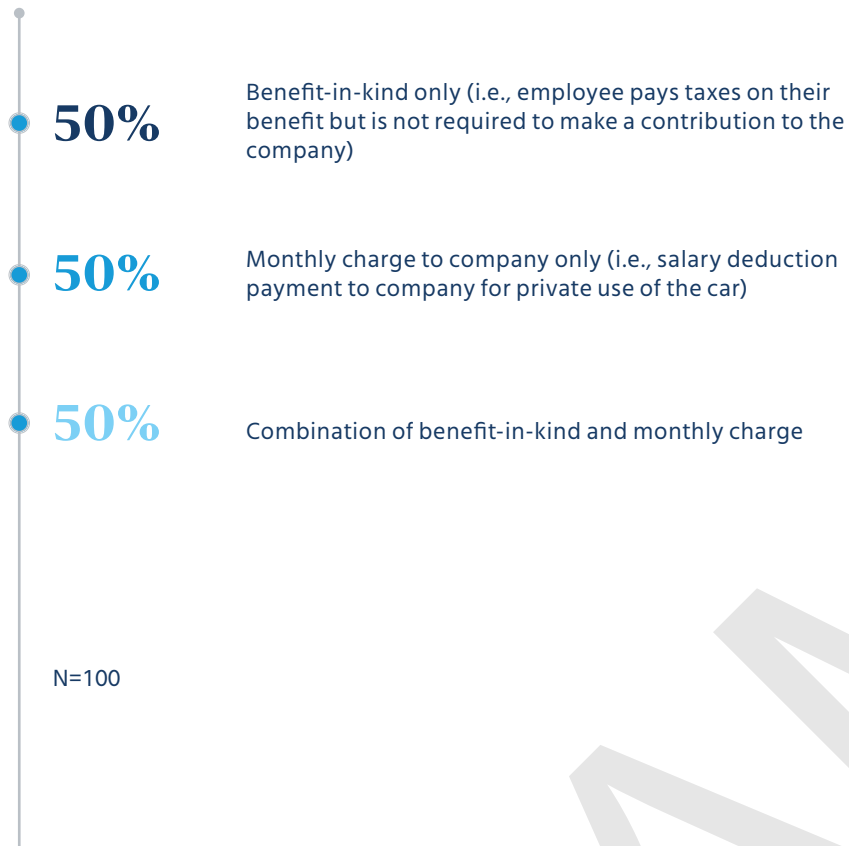 50%
Benefit-in-kind only (i.e., employee pays taxes on their
benefit but is not required to make a contribution to the
company)
50%
Monthly charge to company only (i.e., salary deduction
payment to company for private use of the car)
50%
Combination of benefit-in-kind and monthly charge
N=100